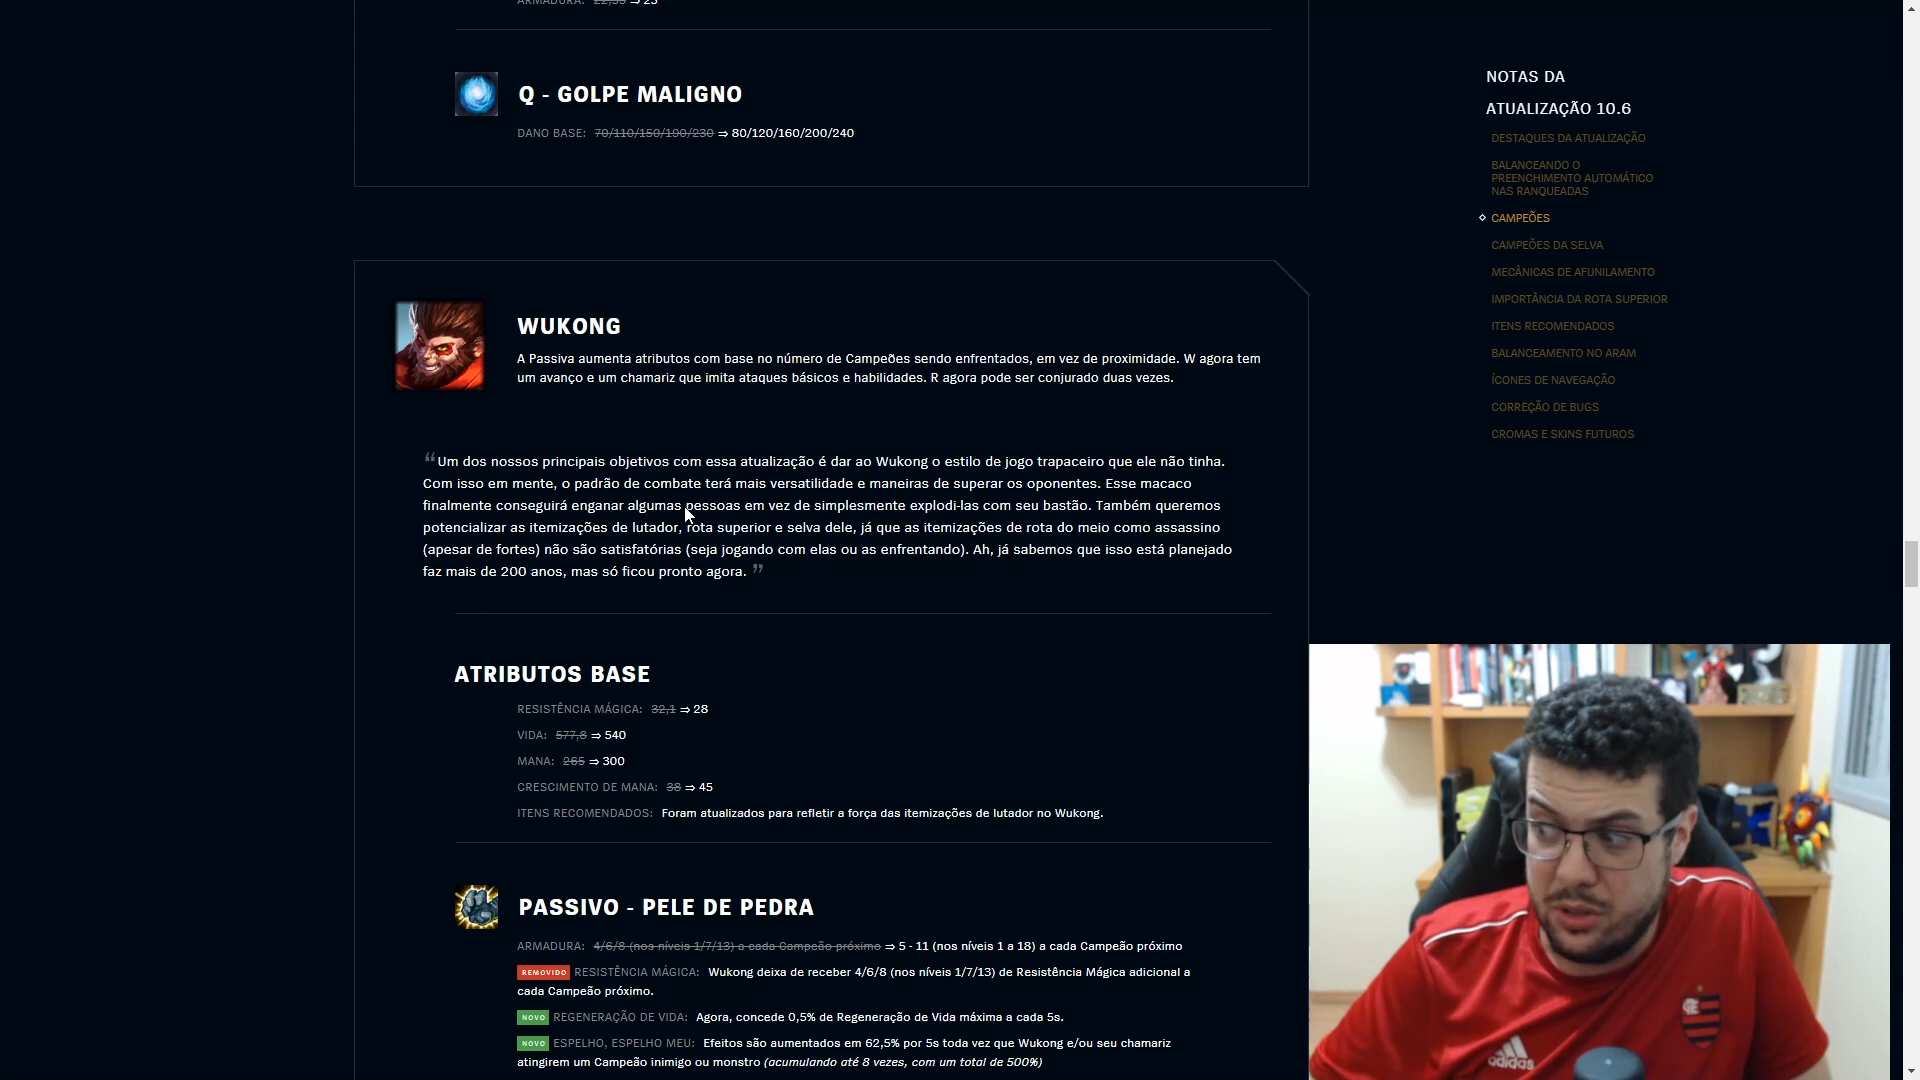 ARMADURA: 22,55 ⇒ 25
Q - GOLPE MALIGNO
DANO BASE: 70/110/150/190/230 ⇒ 80/120/160/200/240
WUKONG
A Passiva aumenta atributos com base no número de Campeões sendo enfrentados, em vez de proximidade. W agora tem
um avanço e um chamariz que imita ataques básicos e habilidades. R agora pode ser conjurado duas vezes.
“Um dos nossos principais objetivos com essa atualização é dar ao Wukong o estilo de jogo trapaceiro que ele não tinha.
Com isso em mente, o padrão de combate terá mais versatilidade e maneiras de superar os oponentes. Esse macaco
finalmente conseguirá enganar algumas pessoas em vez de simplesmente explodi-las com seu bastão. Também queremos
potencializar as itemizações de lutador, rota superior e selva dele, já que as itemizações de rota do meio como assassino
(apesar de fortes) não são satisfatórias (seja jogando com elas ou as enfrentando). Ah, já sabemos que isso está planejado
faz mais de 200 anos, mas só ficou pronto agora. ”
ATRIBUTOS BASE
RESISTÊNCIA MÁGICA: 32,1 ⇒ 28
VIDA: 577,8 ⇒ 540
MANA: 265 ⇒ 300
CRESCIMENTO DE MANA: 38 ⇒ 45
ITENS RECOMENDADOS: Foram atualizados para refletir a força das itemizações de lutador no Wukong.
PASSIVO - PELE DE PEDRA
ARMADURA: 4/6/8 (nos níveis 1/7/13) a cada Campeão próximo ⇒ 5 - 11 (nos níveis 1 a 18) a cada Campeão próximo
REMOVIDO RESISTÊNCIA MÁGICA: Wukong deixa de receber 4/6/8 (nos níveis 1/7/13) de Resistência Mágica adicional a
cada Campeão próximo.
NOVO REGENERAÇÃO DE VIDA: Agora, concede 0,5% de Regeneração de Vida máxima a cada 5s.
NOVO ESPELHO, ESPELHO MEU: Efeitos são aumentados em 62,5% por 5s toda vez que Wukong e/ou seu chamariz
atingirem um Campeão inimigo ou monstro (acumulando até 8 vezes, com um total de 500%)
NOTAS DA
ATUALIZAÇÃO 10.6
DESTAQUES DA ATUALIZAÇÃO
BALANCEANDO O
PREENCHIMENTO AUTOMÁTICO
NAS RANQUEADAS
CAMPEÕES
CAMPEÕES DA SELVA
MECÂNICAS DE AFUNILAMENTO
IMPORTÂNCIA DA ROTA SUPERIOR
ITENS RECOMENDADOS
BALANCEAMENTO NO ARAM
ÍCONES DE NAVEGAÇÃO
CORREÇÃO DE BUGS
CROMAS E SKINS FUTUROS
adidas